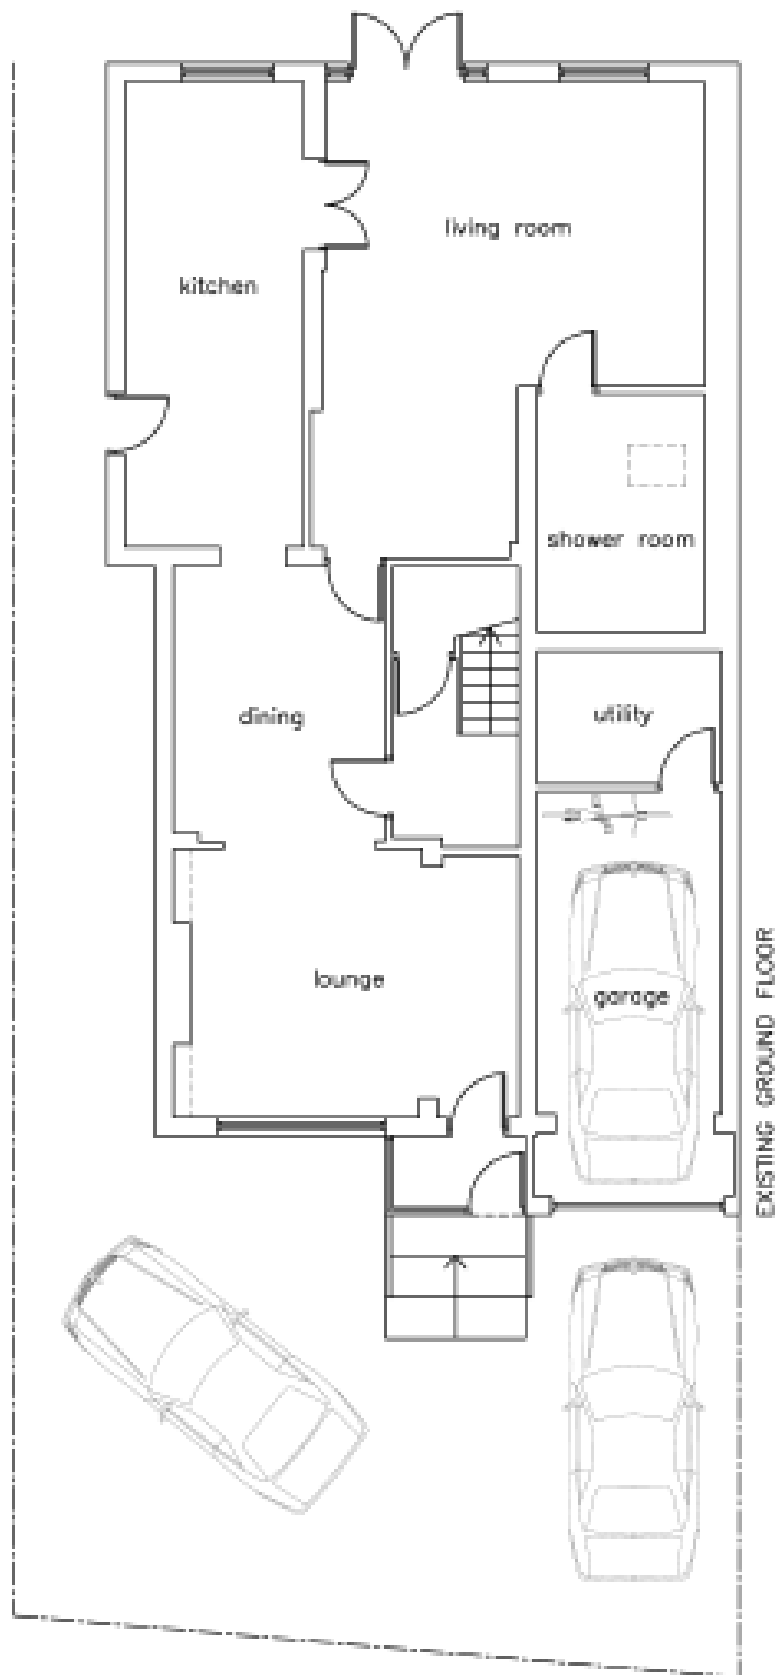 living room
kitchen
shower room
dining
utility
lounge
garage
EXISTING GROUND FLOOR